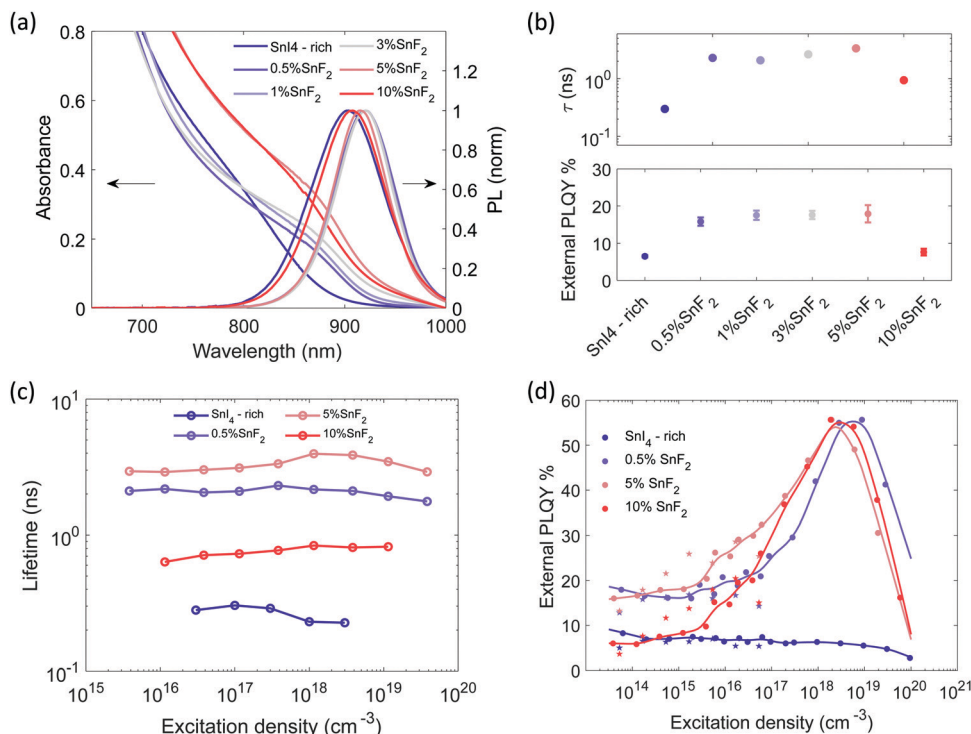 (a)
SnI4 - rich
0.5%SnF2
1%SnF2
3%SnF2
5%SnF2
10%SnF2
0.8
0.6
0.4
0.2
0
Absorbance
1.2
1
0.8
0.6
0.4
0.2
0
PL (norm)
700
800
900
1000
Wavelength (nm)
(b)
10^0
10^-1
τ (ns)
30
20
10
0
External PLQY %
SnI4 - rich
0.5%SnF2
1%SnF2
3%SnF2
5%SnF2
10%SnF2
(c)
SnI4 - rich
0.5%SnF2
5%SnF2
10%SnF2
10^1
10^0
10^-1
Lifetime (ns)
10^15
10^16
10^17
10^18
10^19
10^20
Excitation density (cm^-3)
(d)
SnI4 - rich
0.5% SnF2
5% SnF2
10% SnF2
60
50
40
30
20
10
0
External PLQY %
10^14
10^15
10^16
10^17
10^18
10^19
10^20
10^21
Excitation density (cm^-3)